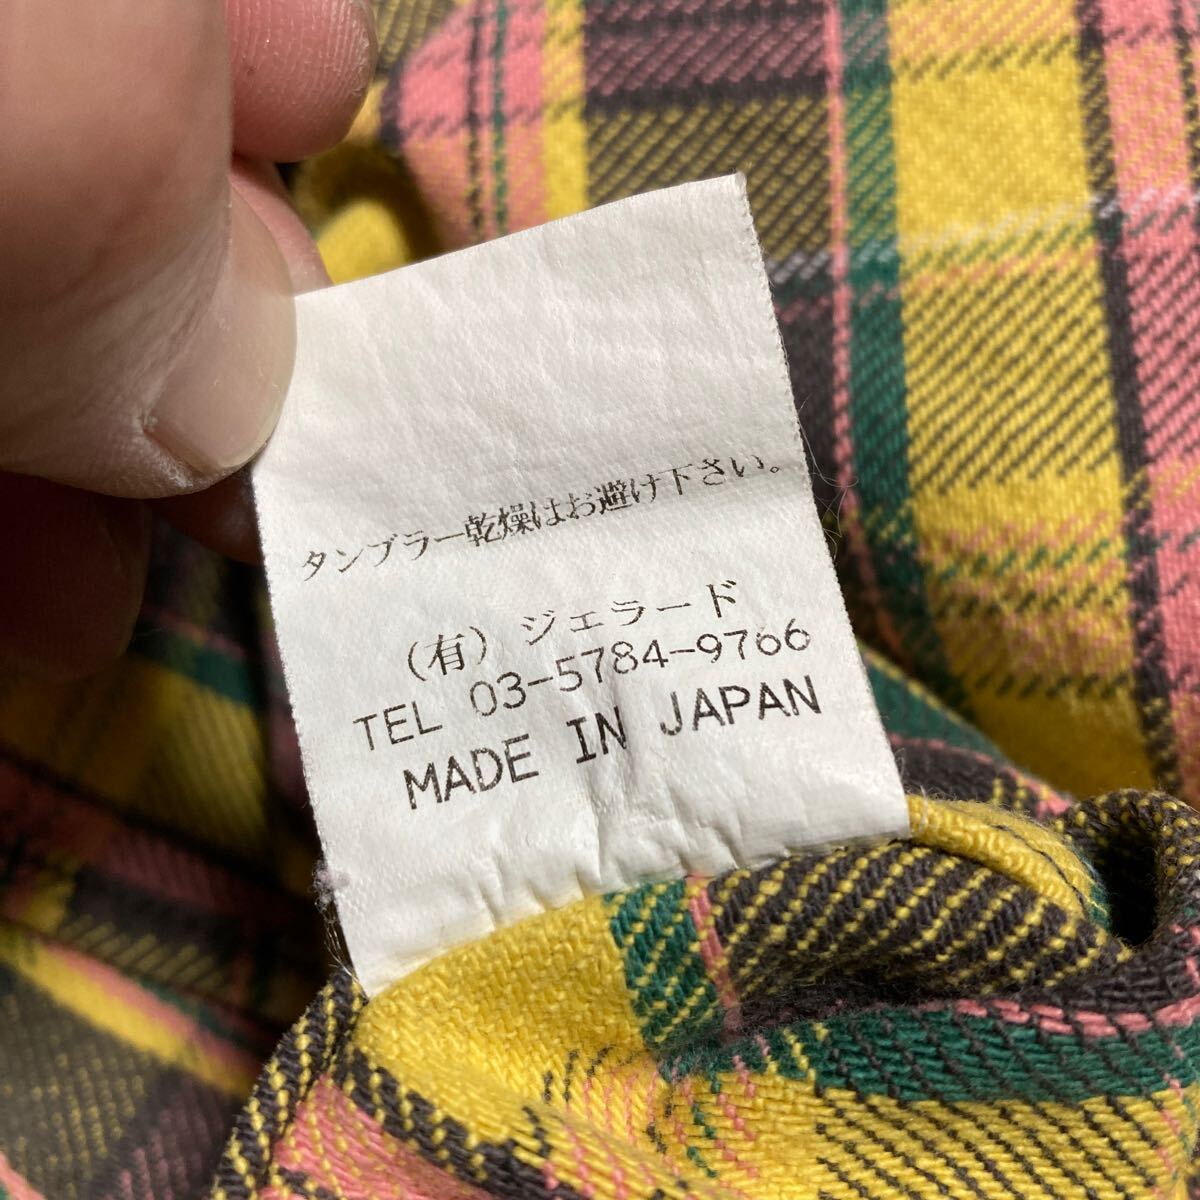 タンブラー乾燥はお避け下さい。
(有) ジェラード
TEL 03-5784-9766
MADE IN JAPAN